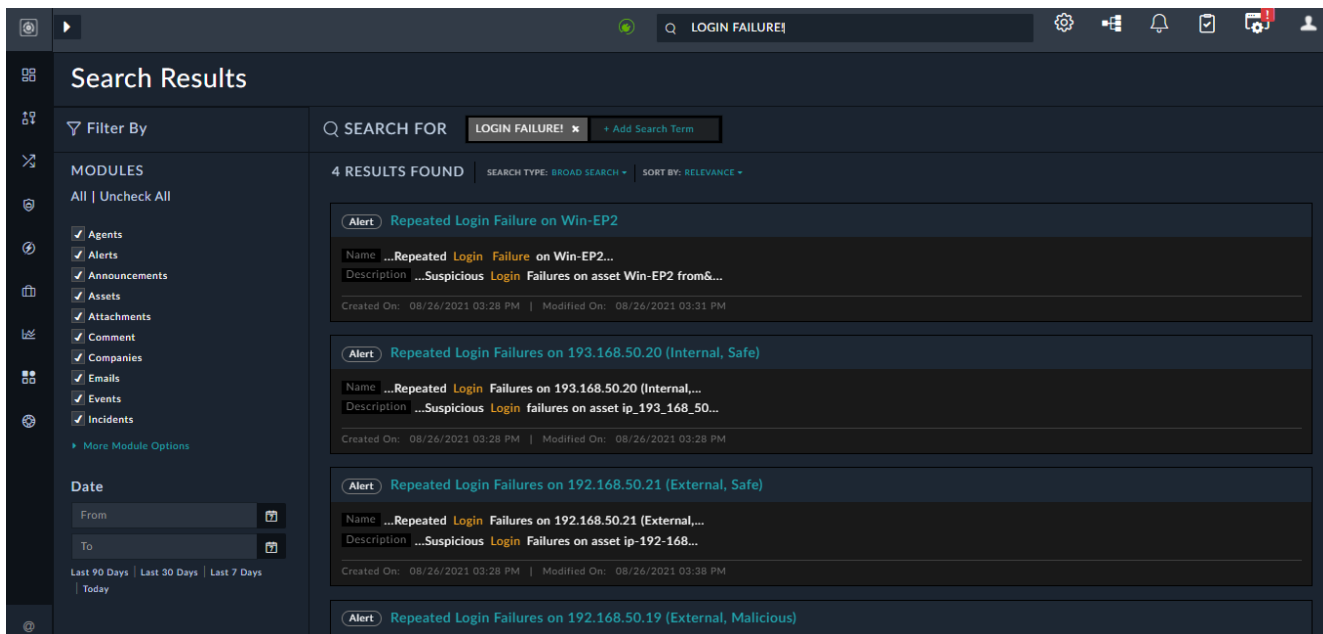 LOGIN FAILURE!
!
Search Results
Filter By
MODULES
All | Uncheck All
Agents
Alerts
Announcements
Assets
Attachments
Comment
Companies
Emails
Events
Incidents
More Module Options
Date
From
To
Last 90 Days | Last 30 Days | Last 7 Days
| Today
@
SEARCH FOR LOGIN FAILURE! × + Add Search Term
4 RESULTS FOUND SEARCH TYPE: BROAD SEARCH SORT BY: RELEVANCE
Alert Repeated Login Failure on Win-EP2
Name ...Repeated Login Failure on Win-EP2...
Description ...Suspicious Login Failures on asset Win-EP2 from&...
Created On: 08/26/2021 03:28 PM | Modified On: 08/26/2021 03:31 PM
Alert Repeated Login Failures on 193.168.50.20 (Internal, Safe)
Name ...Repeated Login Failures on 193.168.50.20 (Internal,...
Description ...Suspicious Login failures on asset ip_193_168_50...
Created On: 08/26/2021 03:28 PM | Modified On: 08/26/2021 03:28 PM
Alert Repeated Login Failures on 192.168.50.21 (External, Safe)
Name ...Repeated Login Failures on 192.168.50.21 (External,...
Description ...Suspicious Login Failures on asset ip-192-168...
Created On: 08/26/2021 03:28 PM | Modified On: 08/26/2021 03:38 PM
Alert Repeated Login Failures on 192.168.50.19 (External, Malicious)